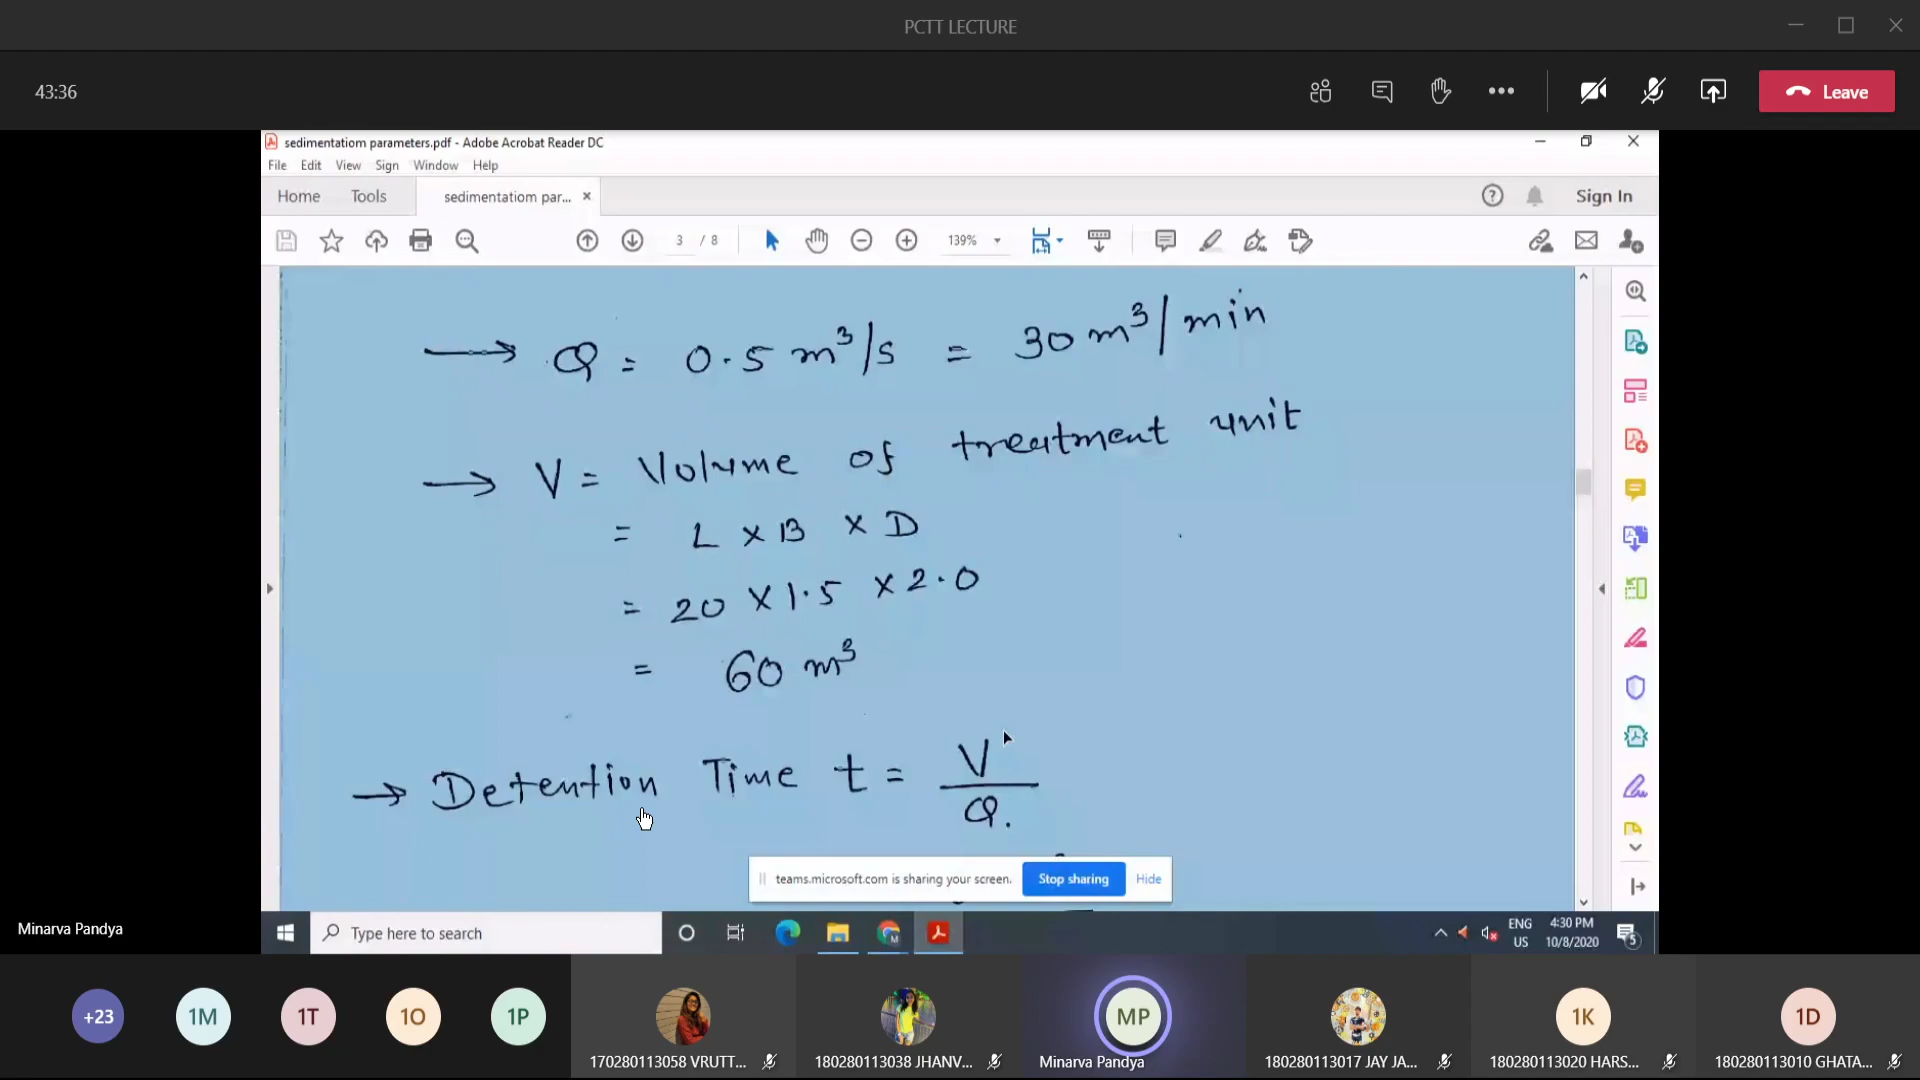 PCTT LECTURE
43:36
Leave
sedimentatiom parameters.pdf - Adobe Acrobat Reader DC
File Edit View Sign Window Help
Home Tools sedimentatiom par... × Sign In
3 / 8 139%
→ Q = 0.5 m³/s = 30 m³/min
→ V = Volume of treatment unit
= L × B × D
= 20 × 1.5 × 2.0
= 60 m³
→ Detention Time t = V
Q.
teams.microsoft.com is sharing your screen. Stop sharing Hide
Minarva Pandya
Type here to search
ENG 4:30 PM
US 10/8/2020 5
+23 1M 1T 1O 1P MP 1K 1D
170280113058 VRUTT... 180280113038 JHANV... Minarva Pandya 180280113017 JAY JA... 180280113020 HARS... 180280113010 GHATA...